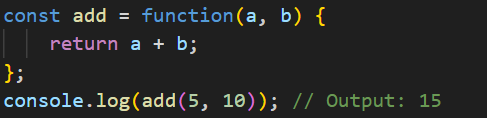 const add = function(a, b) {
    return a + b;
};
console.log(add(5, 10)); // Output: 15